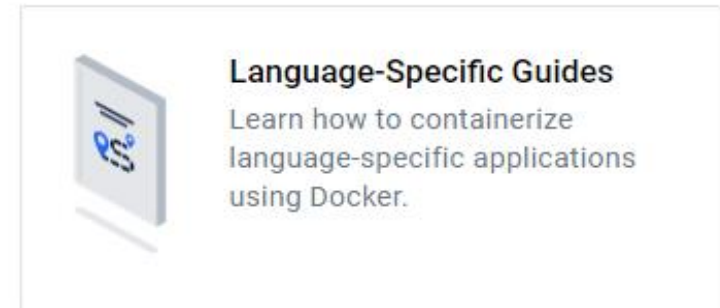 Language-Specific Guides
Learn how to containerize
language-specific applications
using Docker.